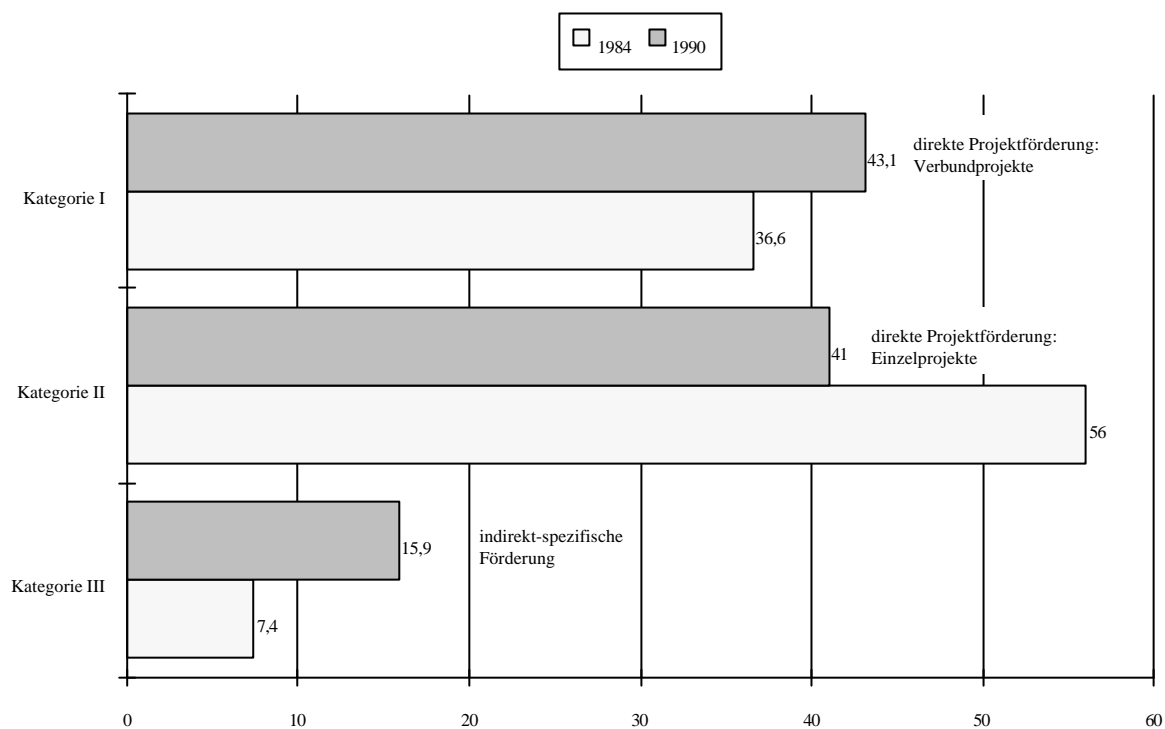 1984 1990
direkte Projektförderung:
Verbundprojekte
43,1
Kategorie I
36,6
direkte Projektförderung:
Einzelprojekte
41
Kategorie II
56
indirekt-spezifische
Förderung
15,9
Kategorie III
7,4
0 10 20 30 40 50 60